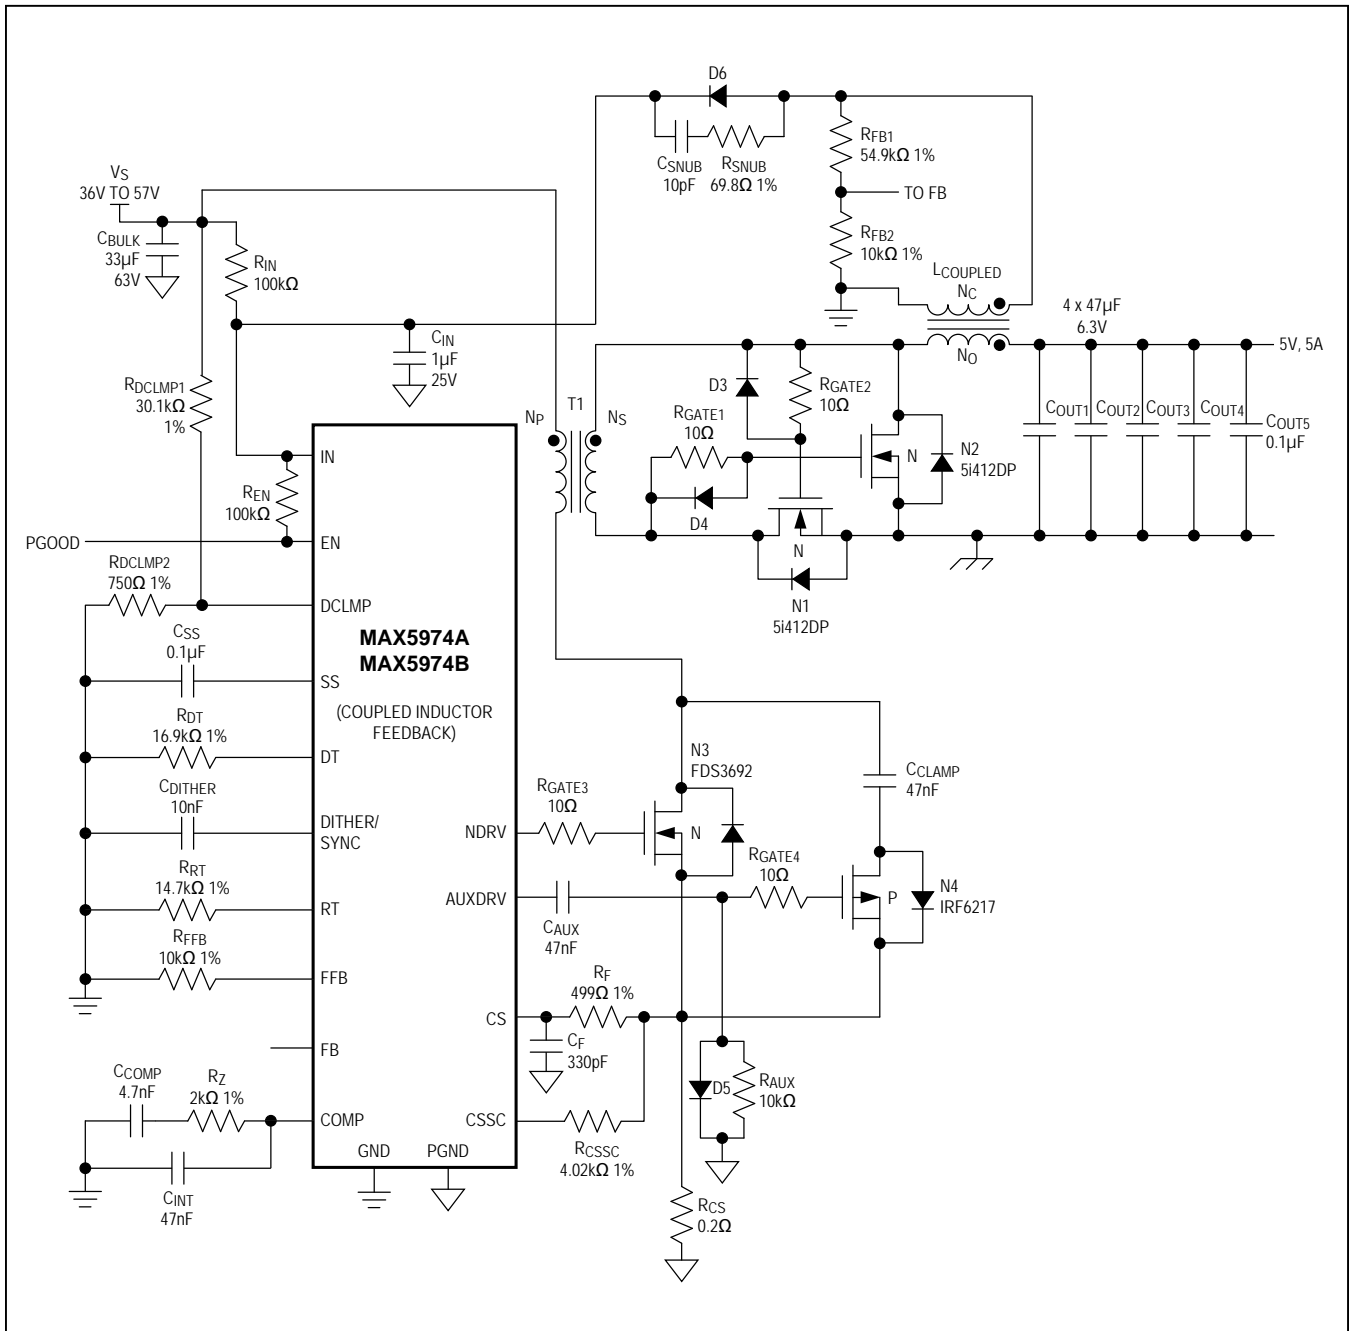 D6
CSNUB
10pF
RSNUB
69.8Ω 1%
RFB1
54.9kΩ 1%
TO FB
RFB2
10kΩ 1%
LCOUPLED
NC
NO
VS
36V TO 57V
CBULK
33µF
63V
RIN
100kΩ
CIN
1µF
25V
4 x 47µF
6.3V
5V, 5A
RDCLMP1
30.1kΩ
1%
NP
T1
NS
D3
RGATE2
10Ω
RGATE1
10Ω
D4
N
N2
5i412DP
N
N1
5i412DP
COUT1
COUT2
COUT3
COUT4
COUT5
0.1µF
IN
REN
100kΩ
PGOOD
EN
RDCLMP2
750Ω 1%
DCLMP
MAX5974A
MAX5974B
(COUPLED INDUCTOR
FEEDBACK)
CSS
0.1µF
SS
RDT
16.9kΩ 1%
DT
CDITHER
10nF
DITHER/
SYNC
RRT
14.7kΩ 1%
RT
RFFB
10kΩ 1%
FFB
FB
CCOMP
4.7nF
RZ
2kΩ 1%
COMP
CINT
47nF
GND
PGND
NDRV
RGATE3
10Ω
N3
FDS3692
N
CCLAMP
47nF
AUXDRV
CAUX
47nF
RGATE4
10Ω
P
N4
IRF6217
CS
RF
499Ω 1%
CF
330pF
D5
RAUX
10kΩ
CSSC
RCSSC
4.02kΩ 1%
RCS
0.2Ω